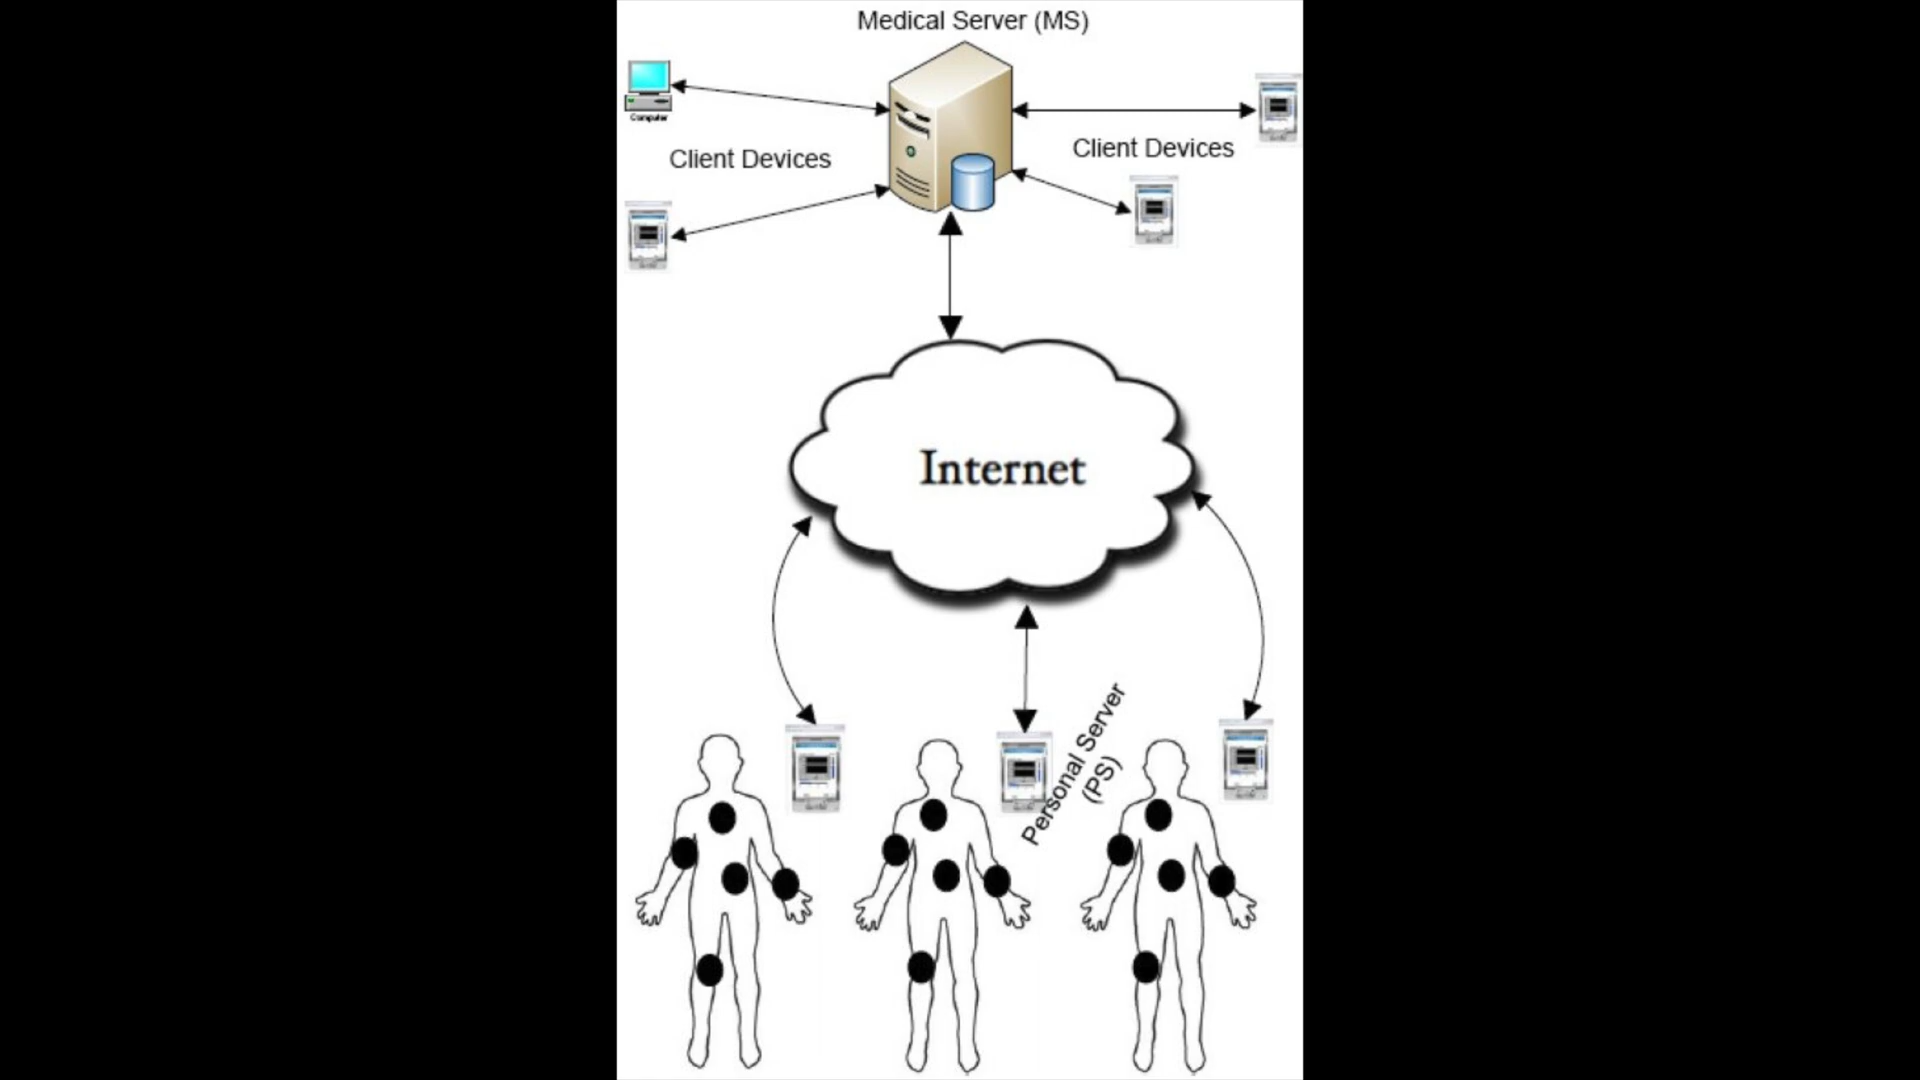 Medical Server (MS)
Computer
Client Devices
Client Devices
Internet
Personal Server
(PS)